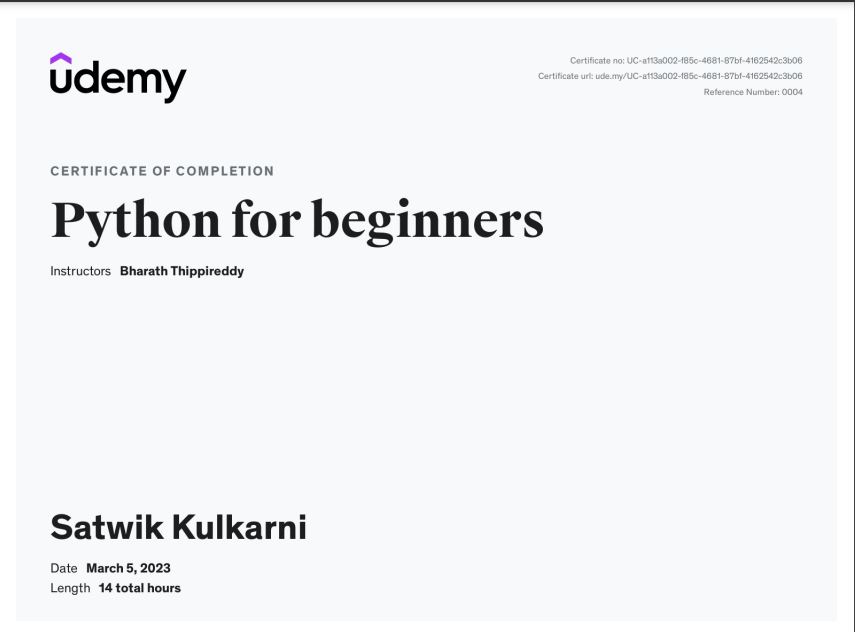 udemy
Certificate no: UC-a113a002-f85c-4681-87bf-4162542c3b06
Certificate url: ude.my/UC-a113a002-f85c-4681-87bf-4162542c3b06
Reference Number: 0004
CERTIFICATE OF COMPLETION
Python for beginners
Instructors Bharath Thippireddy
Satwik Kulkarni
Date March 5, 2023
Length 14 total hours